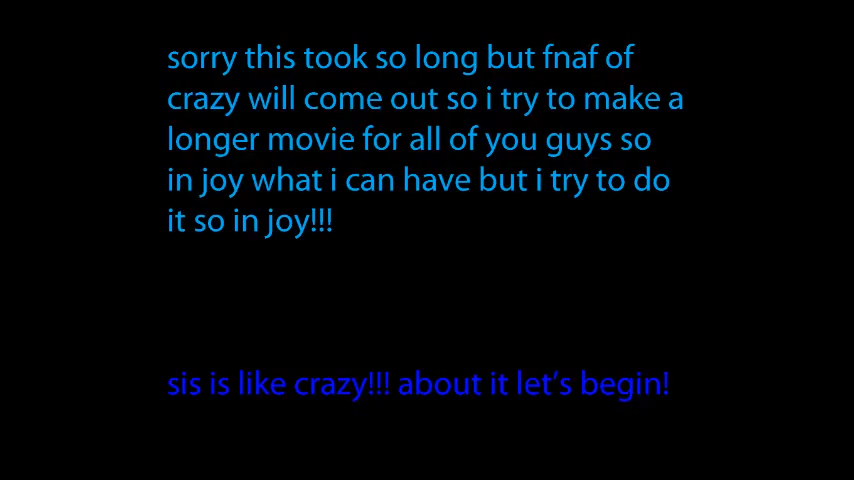 sorry this took so long but fnaf of
crazy will come out so i try to make a
longer movie for all of you guys so
in joy what i can have but i try to do
it so in joy!!!
sis is like crazy!!! about it let's begin!